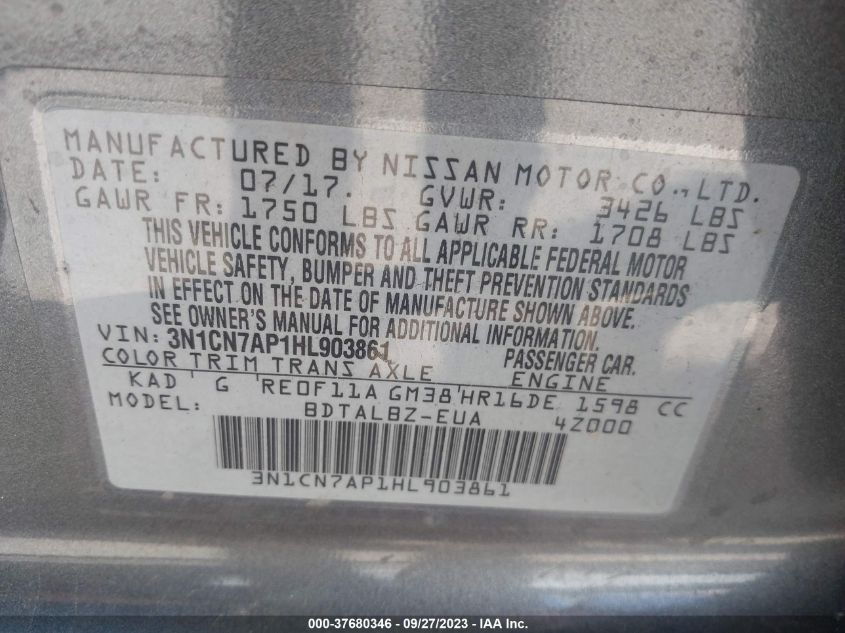 MANUFACTURED BY NISSAN MOTOR CO.,LTD.
DATE: 07/17. GVWR: 3426 LBS
GAWR FR: 1750 LBS GAWR RR: 1708 LBS
THIS VEHICLE CONFORMS TO ALL APPLICABLE FEDERAL MOTOR
VEHICLE SAFETY, BUMPER AND THEFT PREVENTION STANDARDS
IN EFFECT ON THE DATE OF MANUFACTURE SHOWN ABOVE.
SEE OWNER'S MANUAL FOR ADDITIONAL INFORMATION.
VIN: 3N1CN7AP1HL903861 PASSENGER CAR.
COLOR TRIM TRANS AXLE ENGINE
KAD G RE0F11A GM38 HR16DE 1598 CC
MODEL: BDTALBZ-EUA 4Z000
3N1CN7AP1HL903861
000-37680346 - 09/27/2023 - IAA Inc.